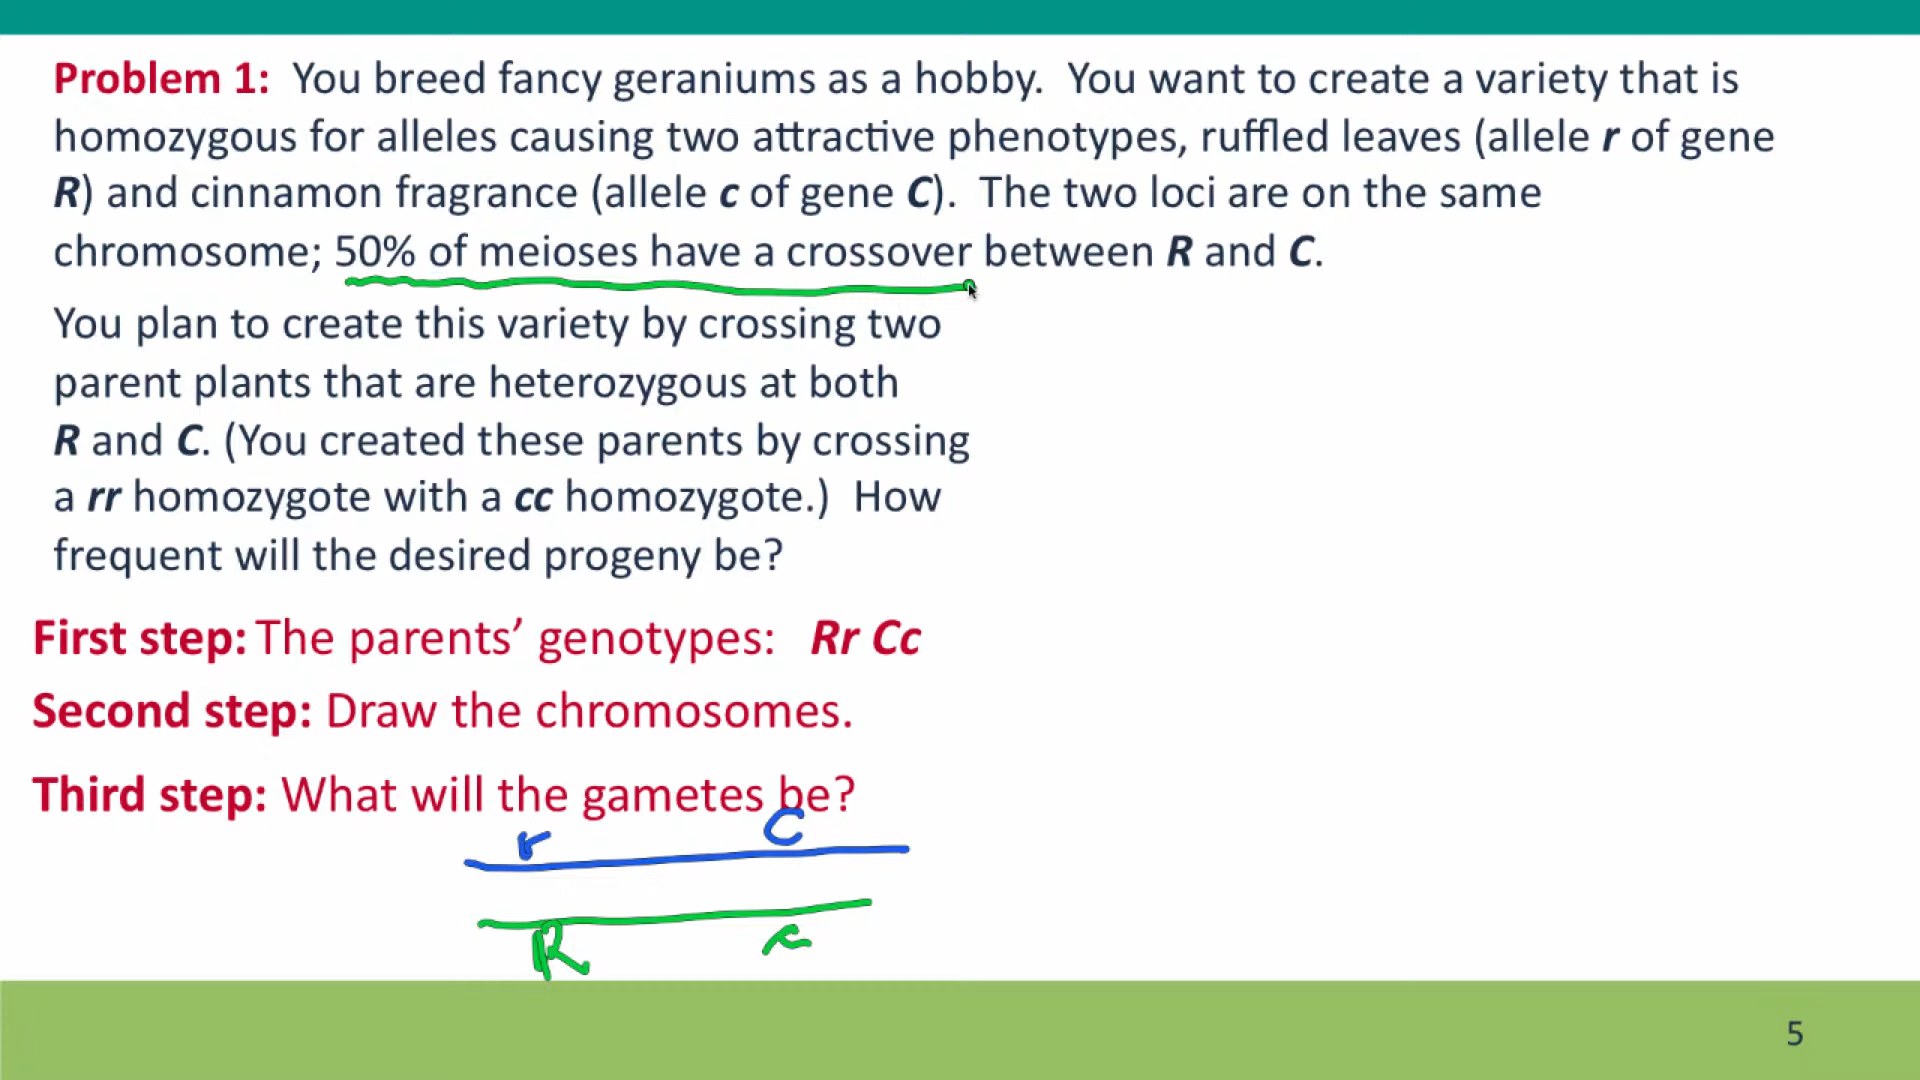 Problem 1: You breed fancy geraniums as a hobby. You want to create a variety that is
homozygous for alleles causing two attractive phenotypes, ruffled leaves (allele r of gene
R) and cinnamon fragrance (allele c of gene C). The two loci are on the same
chromosome; 50% of meioses have a crossover between R and C.
You plan to create this variety by crossing two
parent plants that are heterozygous at both
R and C. (You created these parents by crossing
a rr homozygote with a cc homozygote.) How
frequent will the desired progeny be?
First step: The parents’ genotypes: Rr Cc
Second step: Draw the chromosomes.
Third step: What will the gametes be?
r C
R c
5